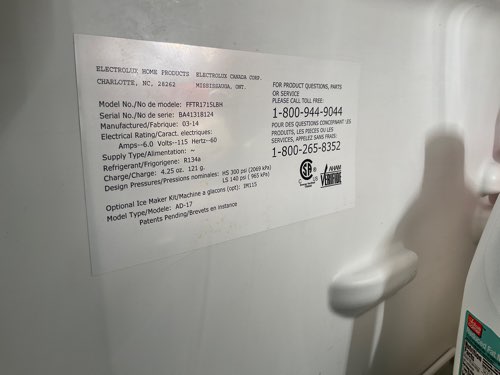 ELECTROLUX HOME PRODUCTS ELECTROLUX CANADA CORP.
CHARLOTTE, NC, 28262 MISSISSAUGA, ONT.
Model No./No de modele: FFTR1715LBH
Serial No./No de serie: BA41318124
Manufactured/Fabrique: 03-14
Electrical Rating/Caract. electriques:
Amps--6.0 Volts--115 Hertz--60
Supply Type/Alimentation: ~
Refrigerant/Frigorigene: R134a
Charge/Charge: 4.25 oz. 121 g.
Design Pressures/Pressions nominales: HS 300 psi (2069 kPa)
LS 140 psi ( 965 kPa)
Optional Ice Maker Kit/Machine a glacons (opt): IM115
Model Type/Modele: AD-17
Patents Pending/Brevets en instance
FOR PRODUCT QUESTIONS, PARTS
OR SERVICE
PLEASE CALL TOLL FREE:
1-800-944-9044
POUR DES QUESTIONS CONCERNANT LES
PRODUITS, LES PIECES OU LES
SERVICES, APPELEZ SANS FRAIS:
1-800-265-8352
AHAM
VERIFIDE